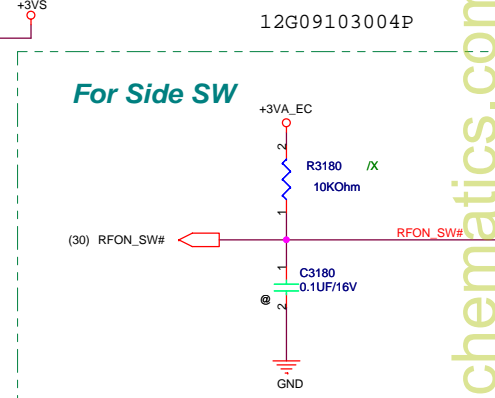 +3VS
12G09103004P
For Side SW
+3VA_EC
2
R3180 /X
10KOhm
1
(30) RFON_SW#
RFON_SW#
1
C3180
0.1UF/16V
@
2
GND
chematics.com